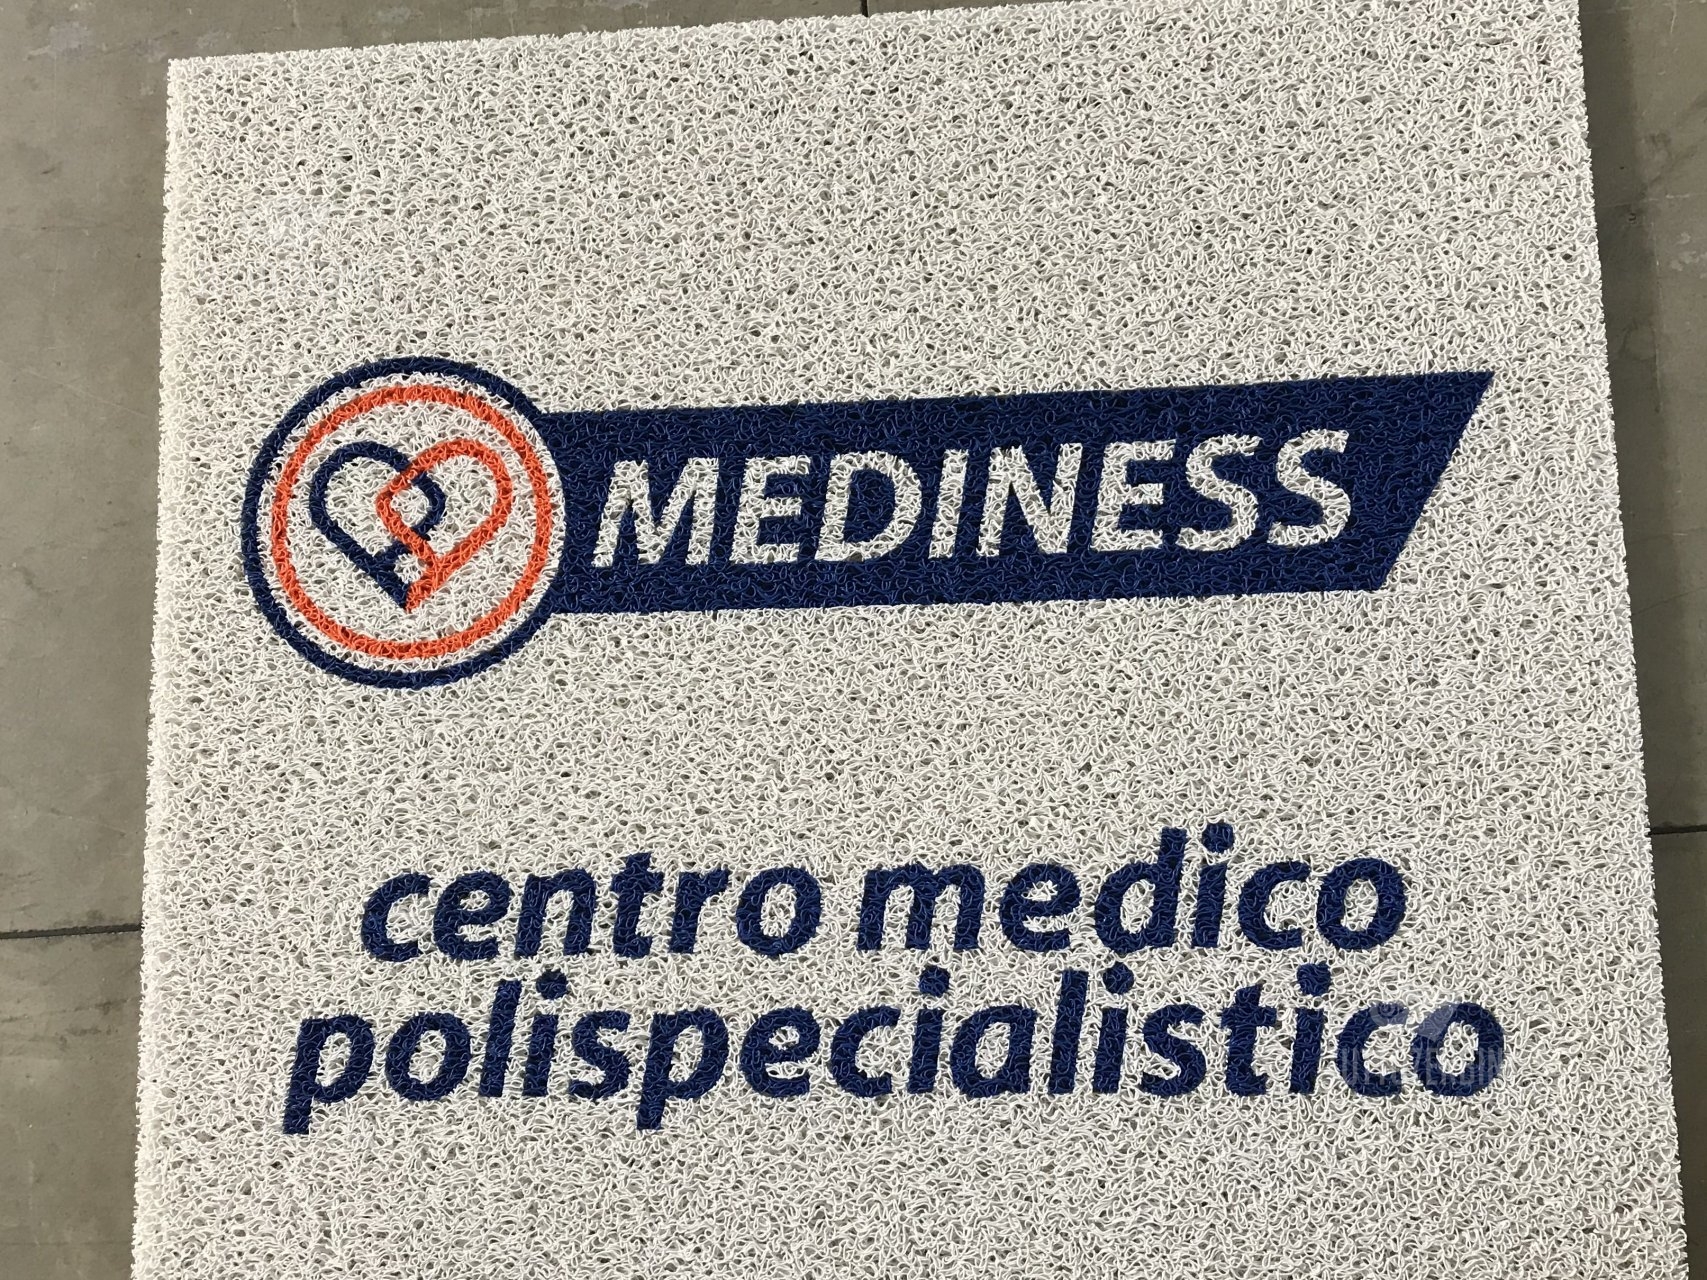 MEDINESS
centro medico
polispecialistico